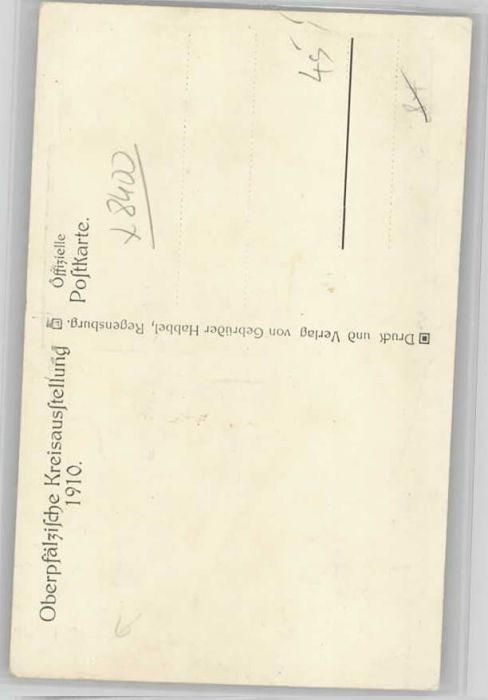 Oberpfälziſche Kreisausſtellung
1910.
Offizielle
Poſtkarte.
Druck und Verlag von Gebrüder Habbel, Regensburg.
x 8400
45